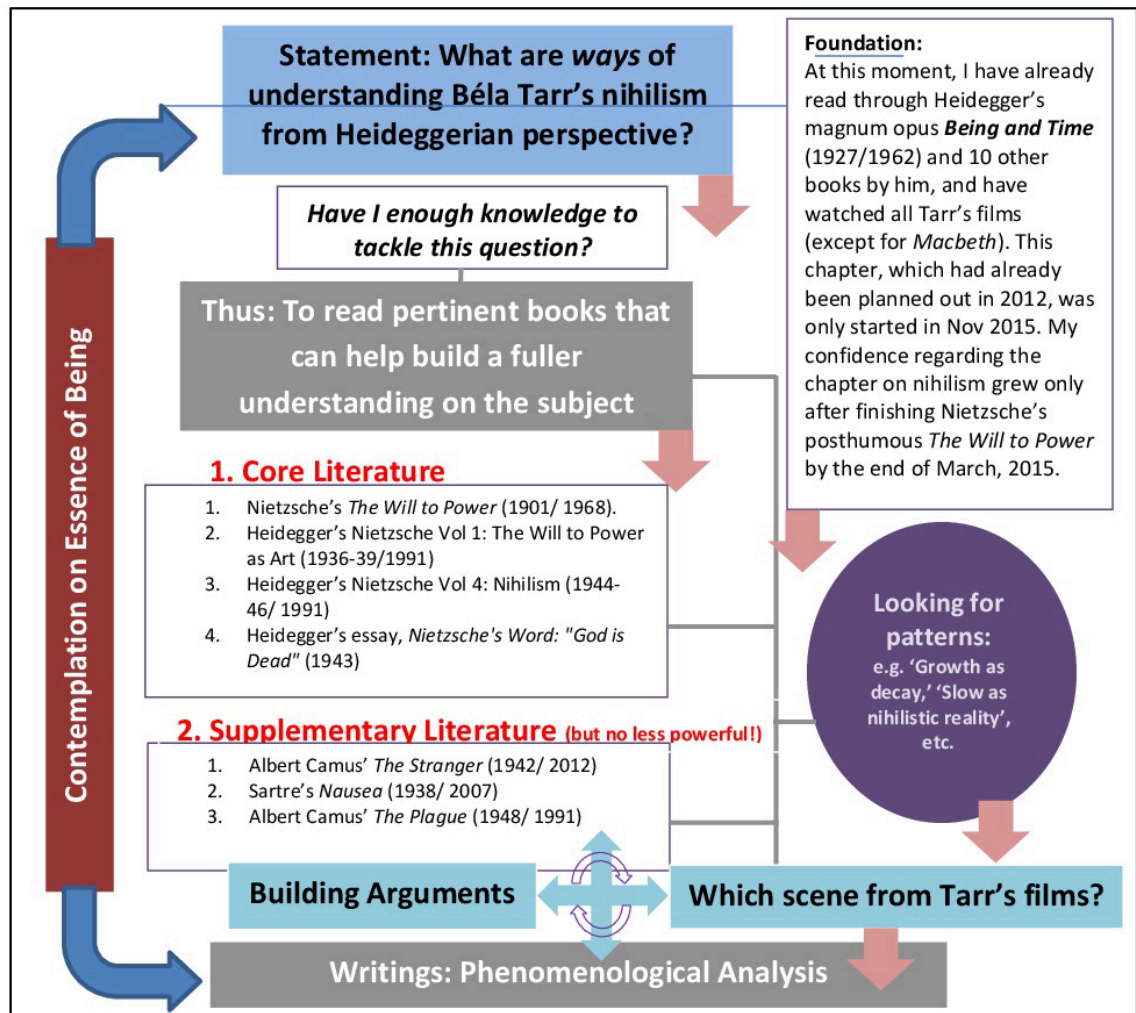 Statement: What are ways of
understanding Béla Tarr's nihilism
from Heideggerian perspective?
Foundation:
At this moment, I have already
read through Heidegger's
magnum opus Being and Time
(1927/1962) and 10 other
books by him, and have
watched all Tarr's films
(except for Macbeth). This
chapter, which had already
been planned out in 2012, was
only started in Nov 2015. My
confidence regarding the
chapter on nihilism grew only
after finishing Nietzsche's
posthumous The Will to Power
by the end of March, 2015.
Have I enough knowledge to
tackle this question?
Thus: To read pertinent books that
can help build a fuller
understanding on the subject
Contemplation on Essence of Being
1. Core Literature
1. Nietzsche's The Will to Power (1901/ 1968).
2. Heidegger's Nietzsche Vol 1: The Will to Power
as Art (1936-39/1991)
3. Heidegger's Nietzsche Vol 4: Nihilism (1944-
46/ 1991)
4. Heidegger's essay, Nietzsche's Word: "God is
Dead" (1943)
Looking for
patterns:
e.g. 'Growth as
decay,' 'Slow as
nihilistic reality',
etc.
2. Supplementary Literature (but no less powerful!)
1. Albert Camus' The Stranger (1942/ 2012)
2. Sartre's Nausea (1938/ 2007)
3. Albert Camus' The Plague (1948/ 1991)
Building Arguments
Which scene from Tarr's films?
Writings: Phenomenological Analysis